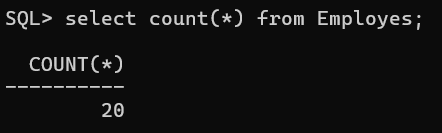 SQL> select count(*) from Employes;
COUNT(*)
----------
20